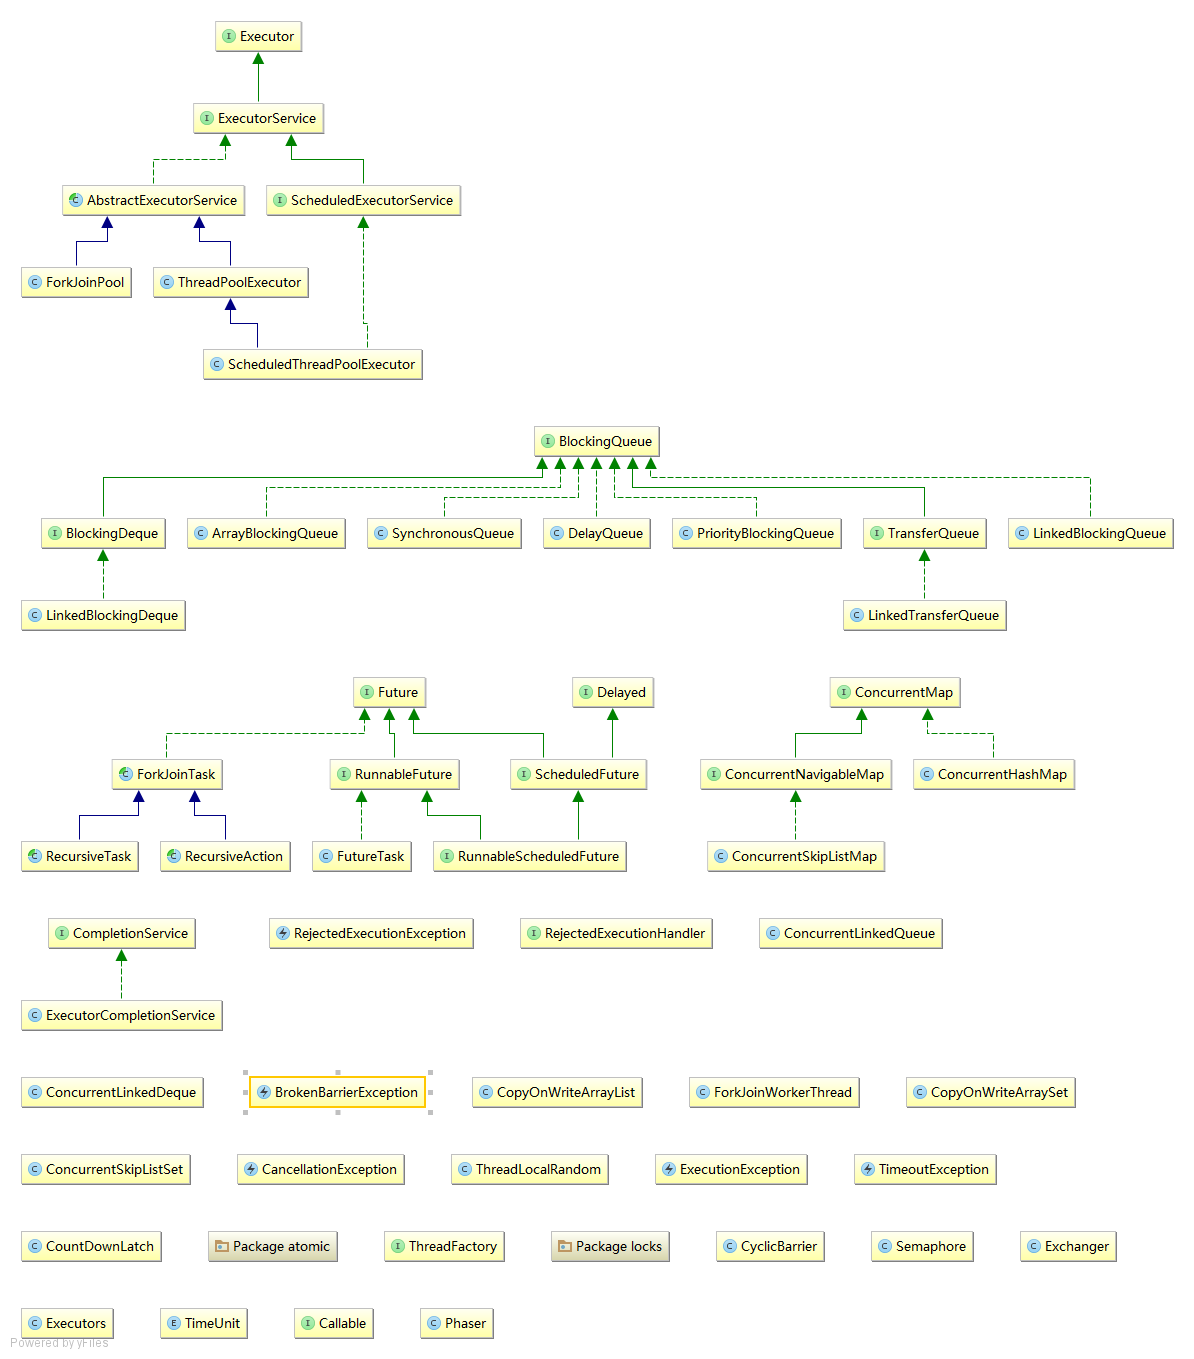 I Executor
I ExecutorService
C AbstractExecutorService
I ScheduledExecutorService
C ForkJoinPool
C ThreadPoolExecutor
C ScheduledThreadPoolExecutor
I BlockingQueue
I BlockingDeque
C ArrayBlockingQueue
C SynchronousQueue
C DelayQueue
C PriorityBlockingQueue
I TransferQueue
C LinkedBlockingQueue
C LinkedBlockingDeque
C LinkedTransferQueue
I Future
I Delayed
I ConcurrentMap
C ForkJoinTask
I RunnableFuture
I ScheduledFuture
I ConcurrentNavigableMap
C ConcurrentHashMap
C RecursiveTask
C RecursiveAction
C FutureTask
I RunnableScheduledFuture
C ConcurrentSkipListMap
I CompletionService
RejectedExecutionException
I RejectedExecutionHandler
C ConcurrentLinkedQueue
C ExecutorCompletionService
C ConcurrentLinkedDeque
BrokenBarrierException
C CopyOnWriteArrayList
C ForkJoinWorkerThread
C CopyOnWriteArraySet
C ConcurrentSkipListSet
CancellationException
C ThreadLocalRandom
ExecutionException
TimeoutException
C CountDownLatch
Package atomic
I ThreadFactory
Package locks
C CyclicBarrier
C Semaphore
C Exchanger
C Executors
E TimeUnit
I Callable
C Phaser
Powered by yFiles